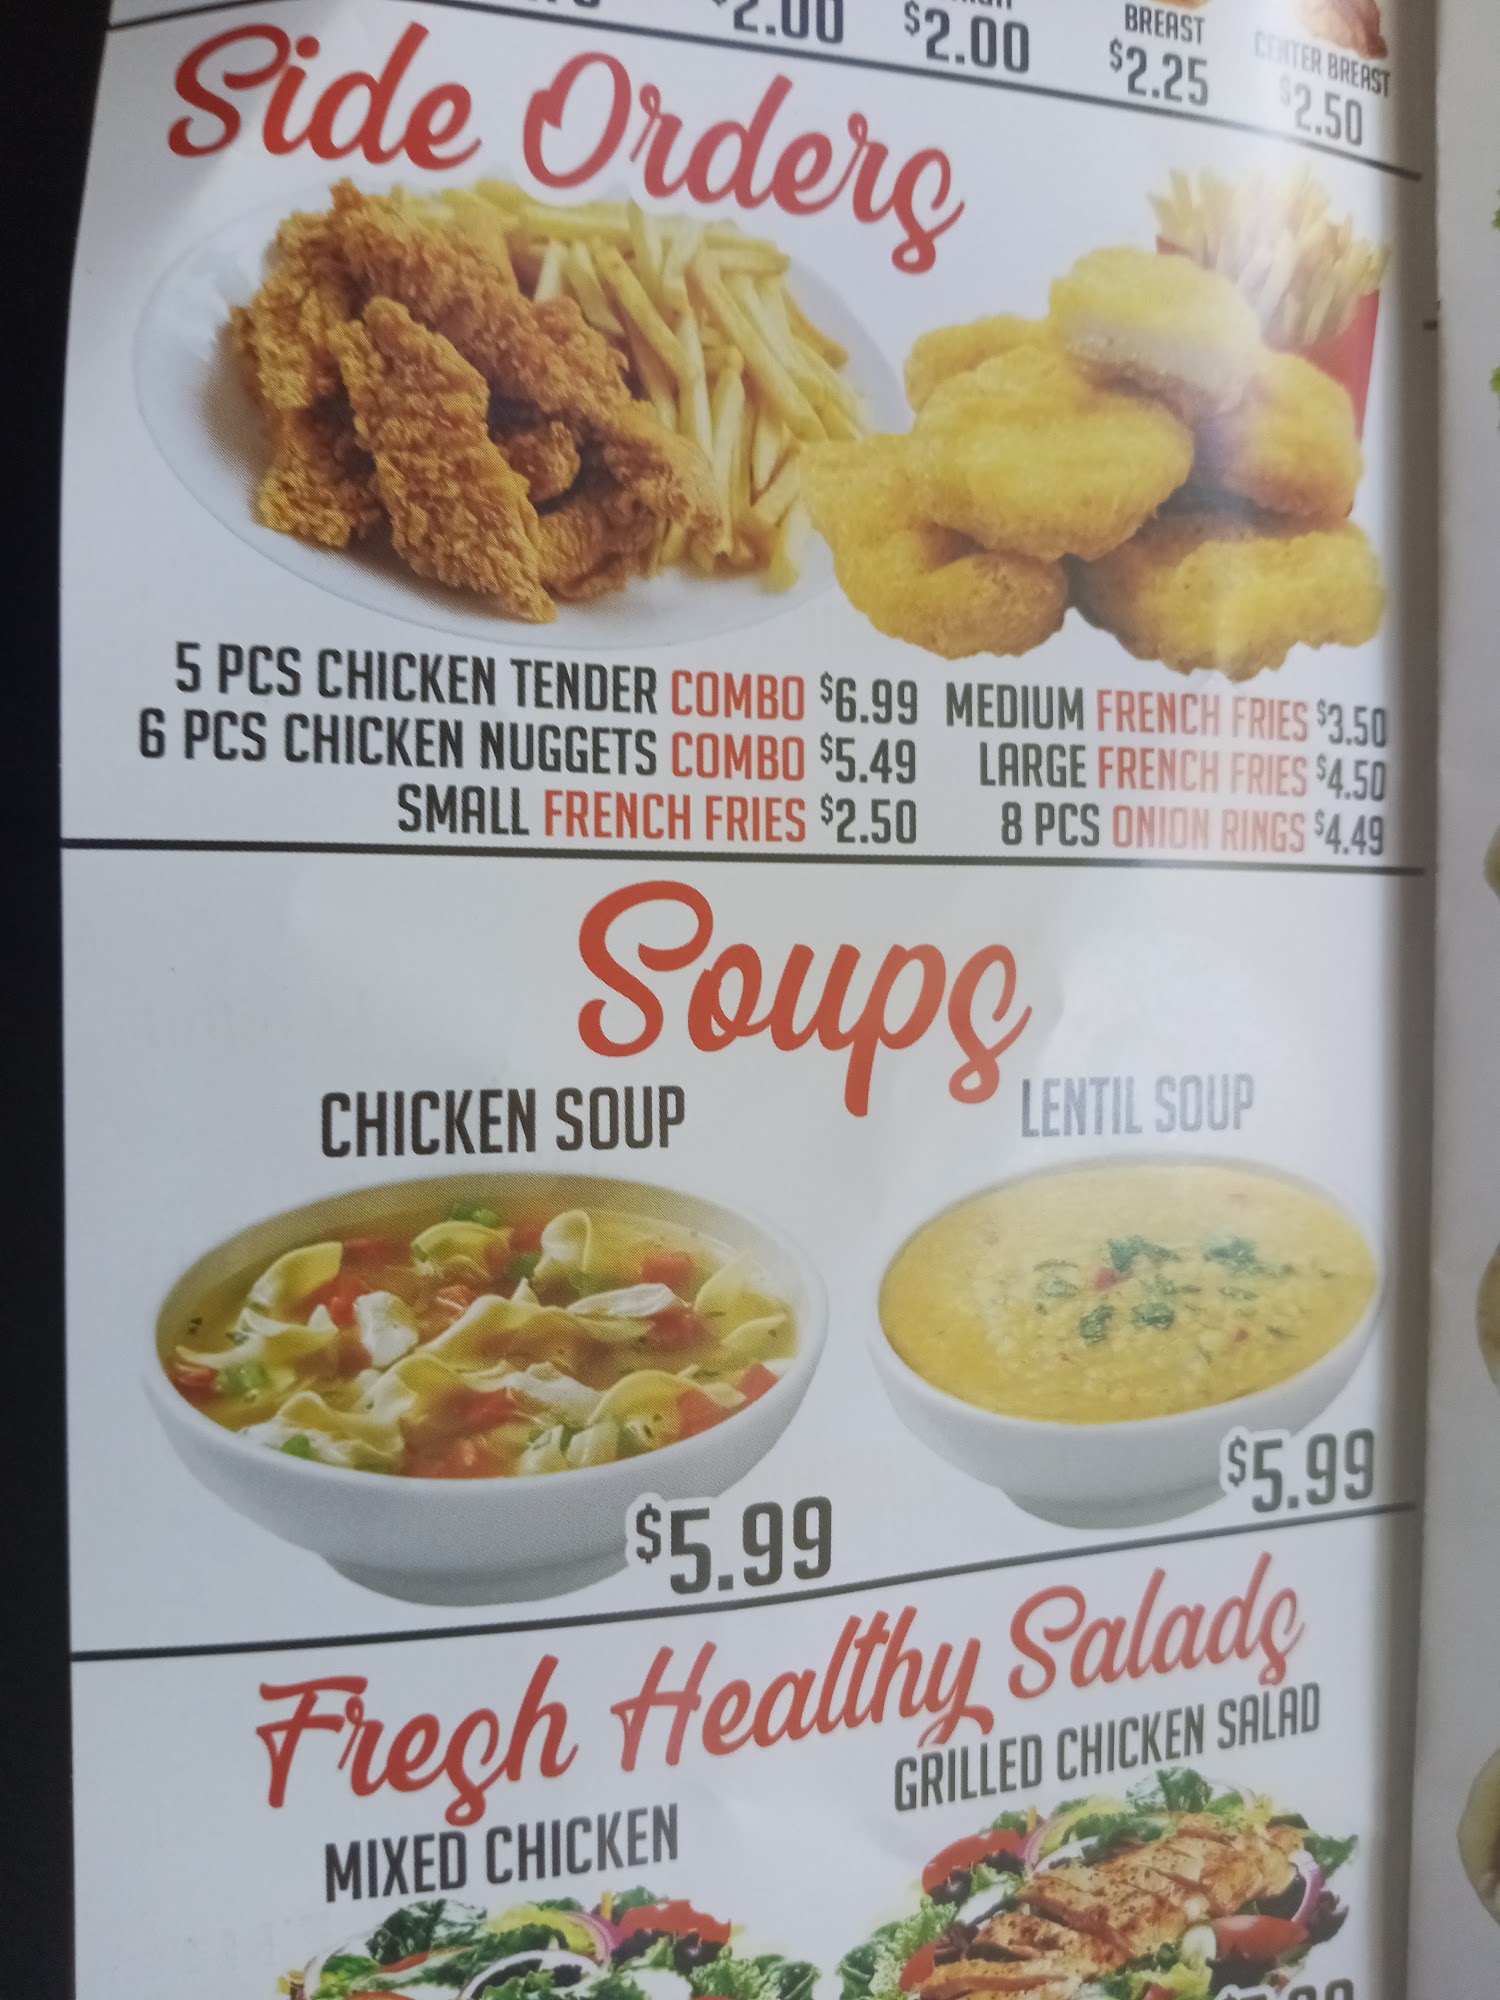 $2.00 $2.00 BREAST $2.25 CENTER BREAST $2.50
Side Orders
5 PCS CHICKEN TENDER COMBO $6.99
6 PCS CHICKEN NUGGETS COMBO $5.49
SMALL FRENCH FRIES $2.50
MEDIUM FRENCH FRIES $3.50
LARGE FRENCH FRIES $4.50
8 PCS ONION RINGS $4.49
Soups
CHICKEN SOUP
$5.99
LENTIL SOUP
$5.99
Fresh Healthy Salads
MIXED CHICKEN
GRILLED CHICKEN SALAD